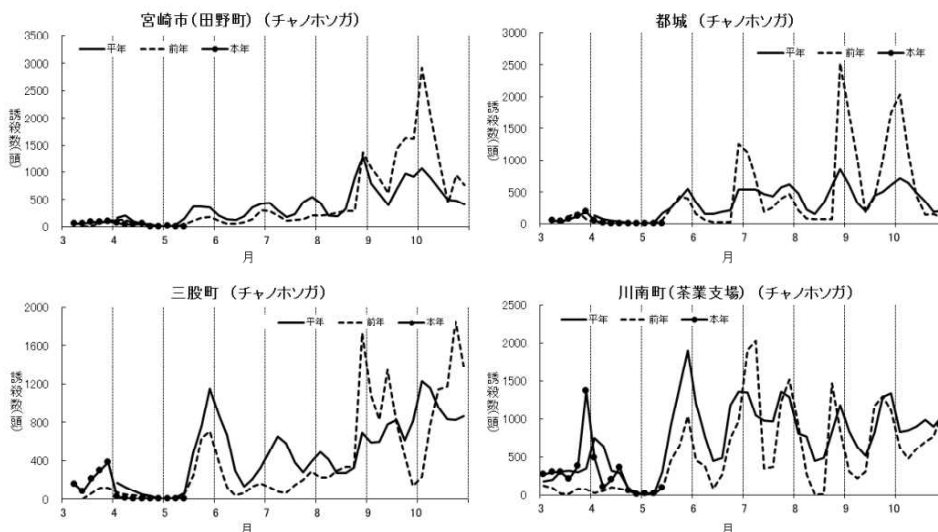 宮崎市(田野町) (チャノホソガ)
誘殺数(頭)
3500
3000
2500
2000
1500
1000
500
0
平年 前年 本年
3 4 5 6 7 8 9 10
月
都城 (チャノホソガ)
誘殺数(頭)
3000
2500
2000
1500
1000
500
0
平年 前年 本年
3 4 5 6 7 8 9 10
月
三股町 (チャノホソガ)
誘殺数(頭)
2000
1600
1200
800
400
0
平年 前年 本年
3 4 5 6 7 8 9 10
月
川南町(茶業支場) (チャノホソガ)
誘殺数(頭)
2500
2000
1500
1000
500
0
平年 前年 本年
3 4 5 6 7 8 9 10
月